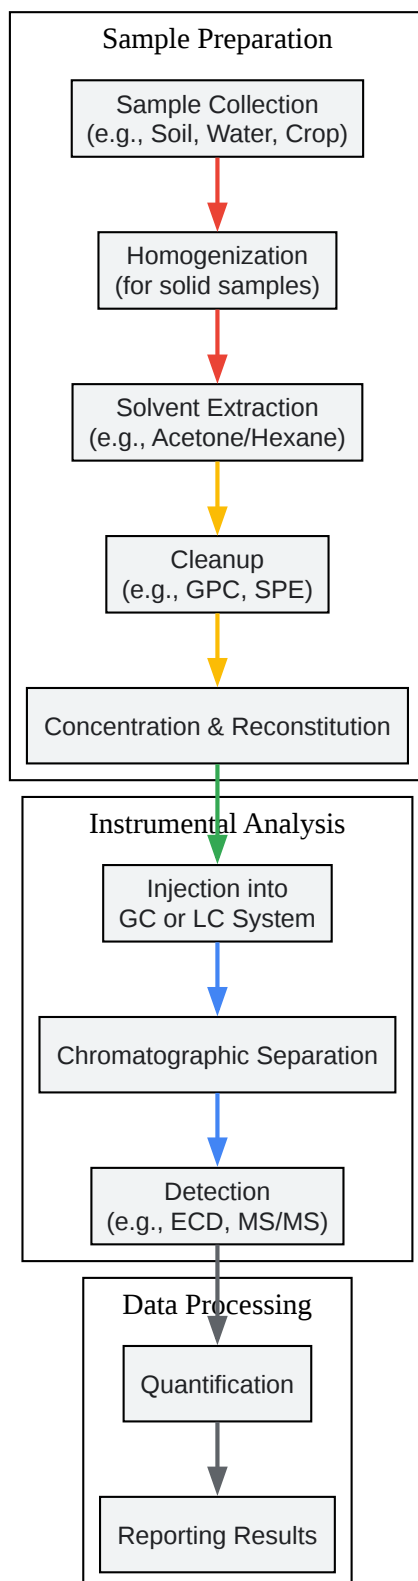 Sample Preparation
Sample Collection
(e.g., Soil, Water, Crop)
Homogenization
(for solid samples)
Solvent Extraction
(e.g., Acetone/Hexane)
Cleanup
(e.g., GPC, SPE)
Concentration & Reconstitution
Instrumental Analysis
Injection into
GC or LC System
Chromatographic Separation
Detection
(e.g., ECD, MS/MS)
Data Processing
Quantification
Reporting Results